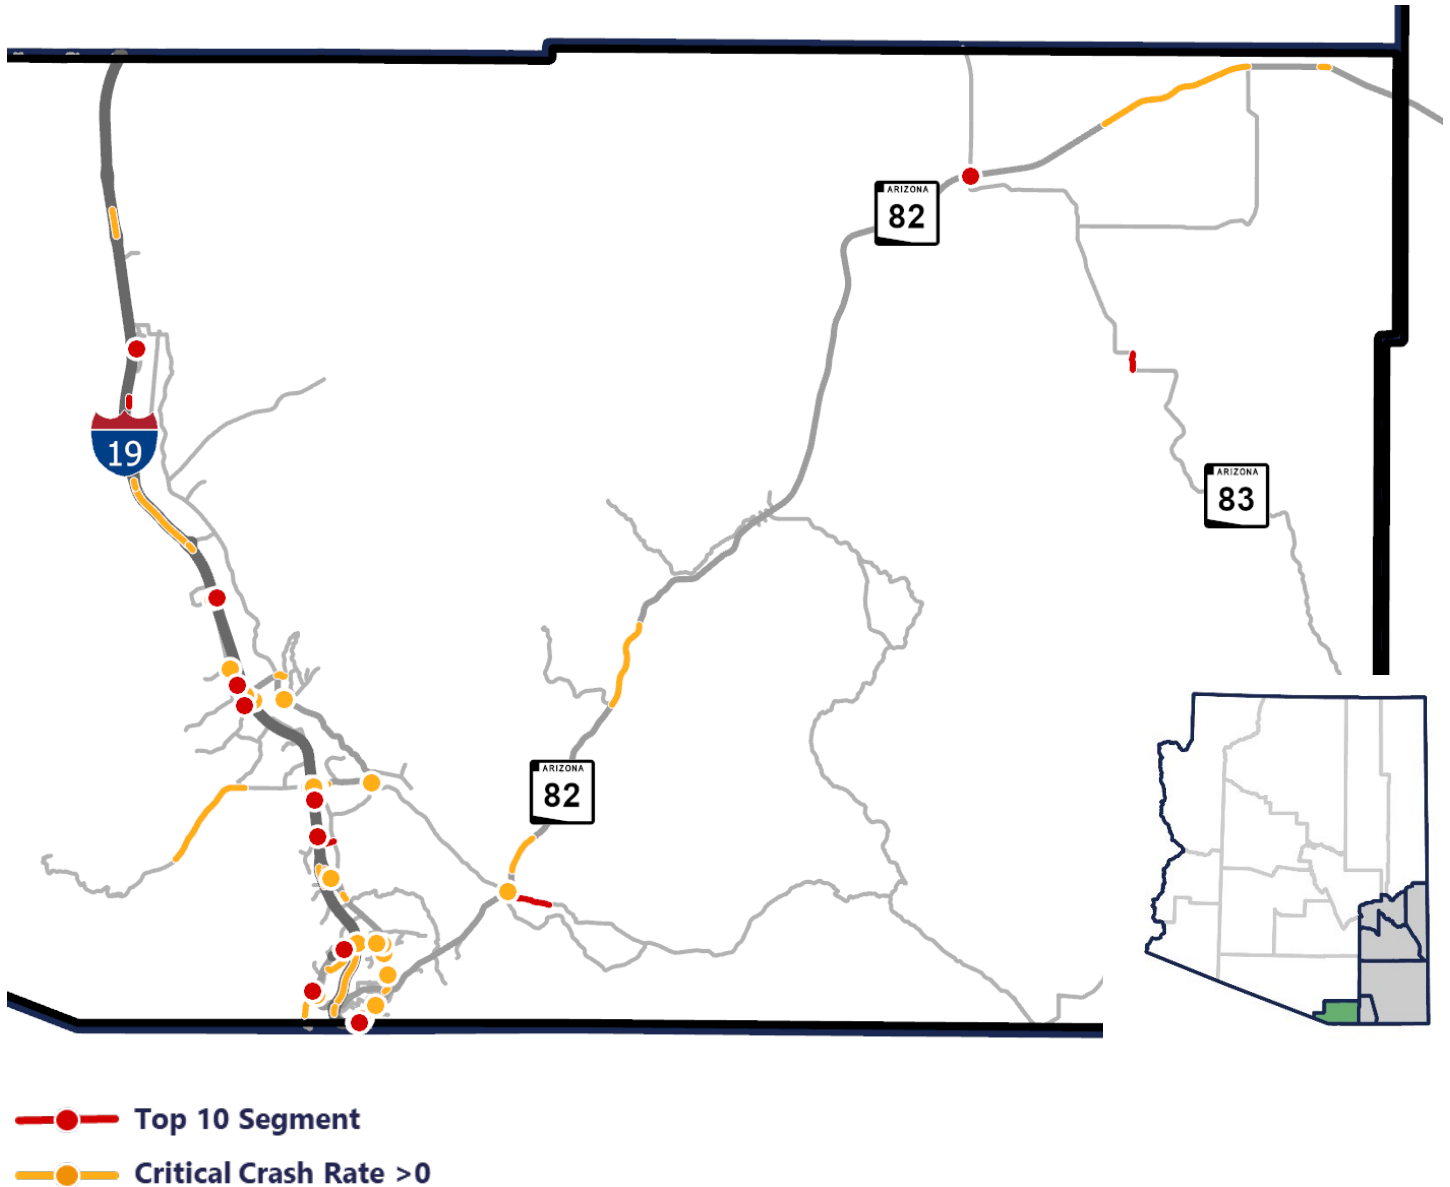 ARIZONA
82
19
ARIZONA
83
ARIZONA
82
Top 10 Segment
Critical Crash Rate >0